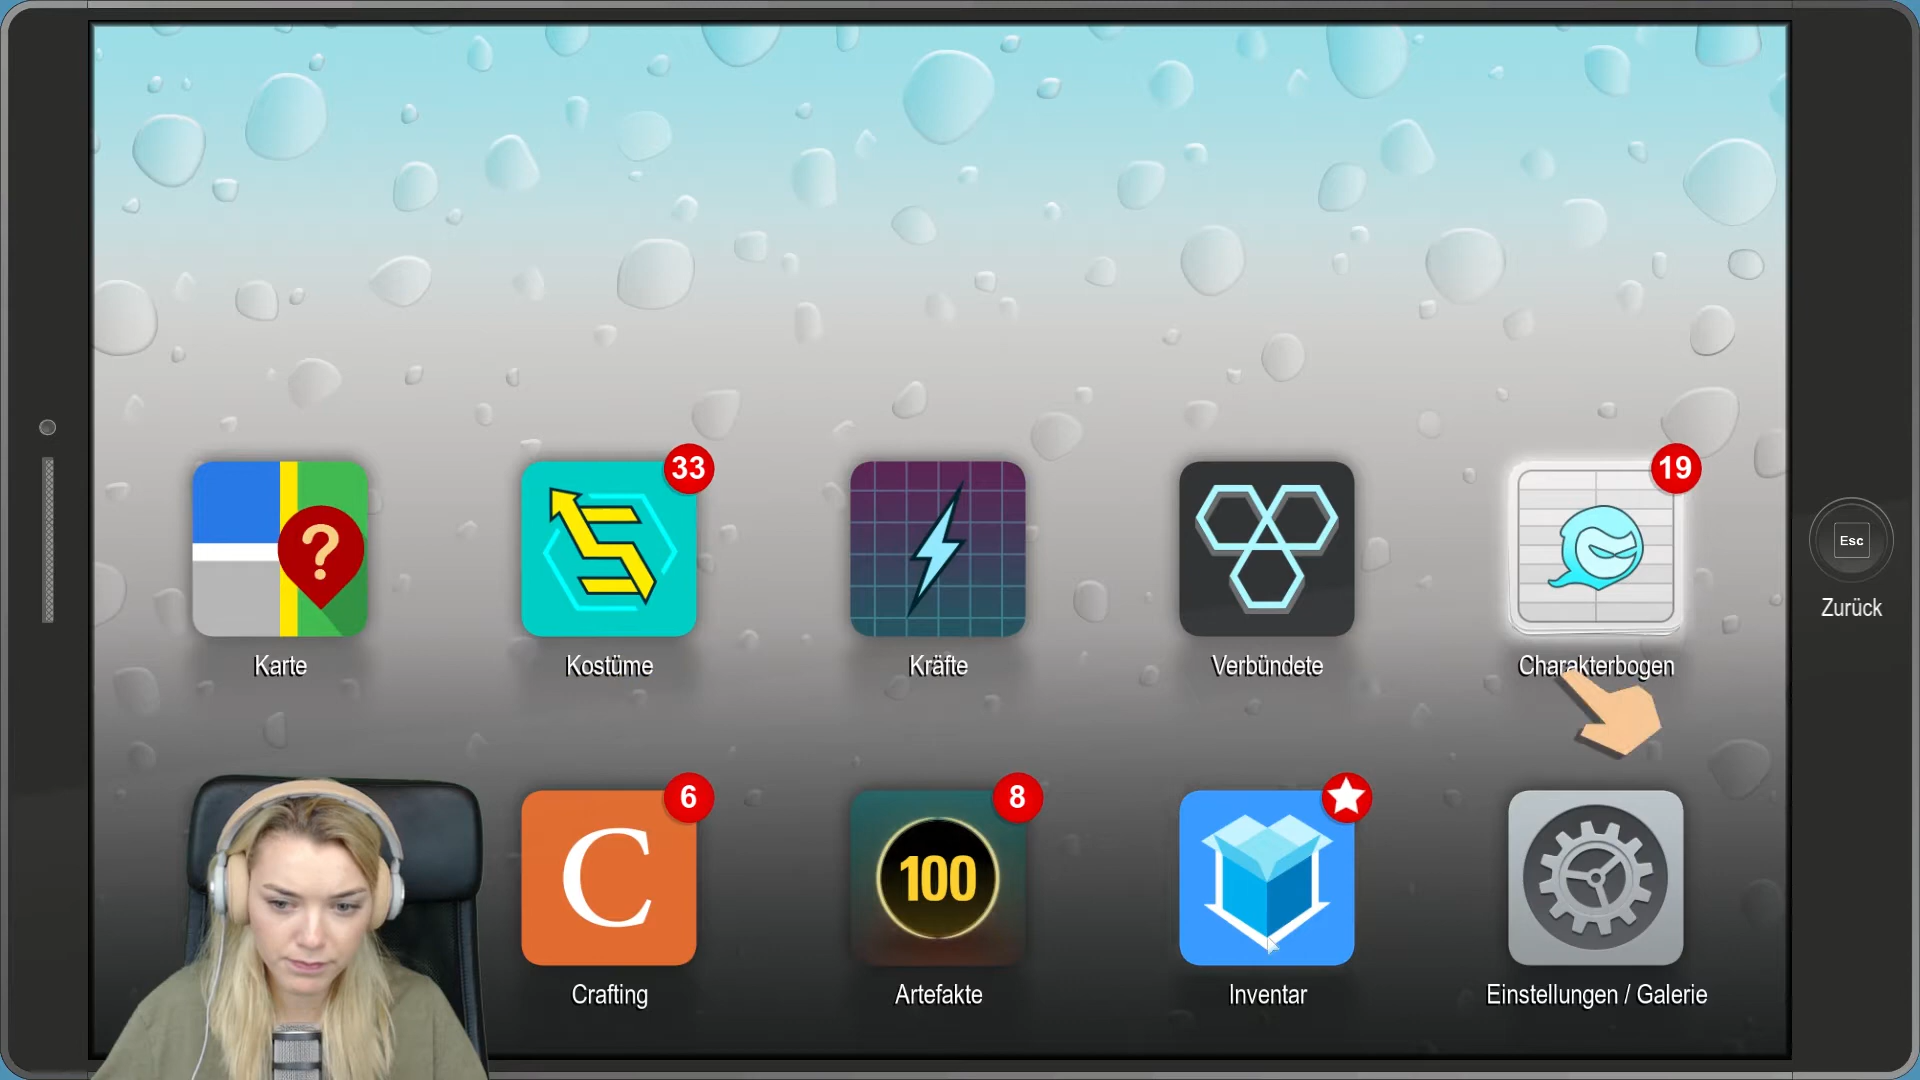 33
19
?
Esc
Zurück
Karte
Kostüme
Kräfte
Verbündete
Charakterbogen
6
8
C
100
Crafting
Artefakte
Inventar
Einstellungen / Galerie